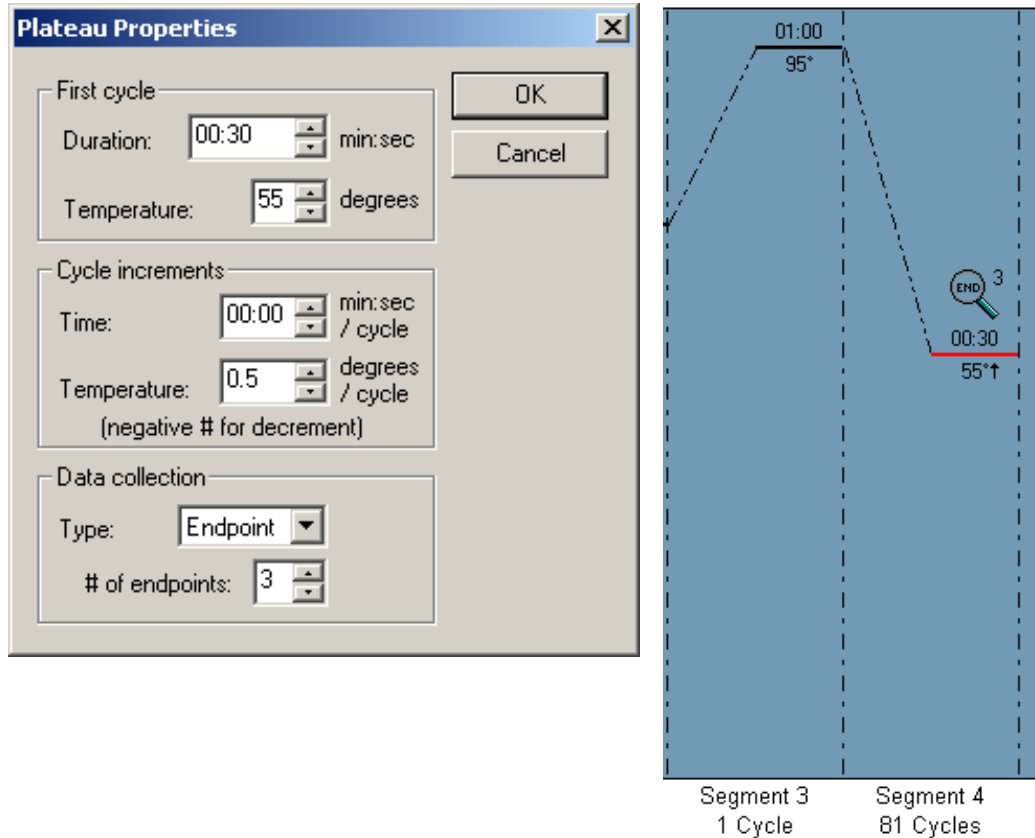 Plateau Properties
First cycle
Duration: 00:30 min:sec
Temperature: 55 degrees
OK
Cancel
Cycle increments
Time: 00:00 min:sec
/ cycle
Temperature: 0.5 degrees
/ cycle
(negative # for decrement)
Data collection
Type: Endpoint
# of endpoints: 3
01:00
95°
END 3
00:30
55°↑
Segment 3
1 Cycle
Segment 4
81 Cycles